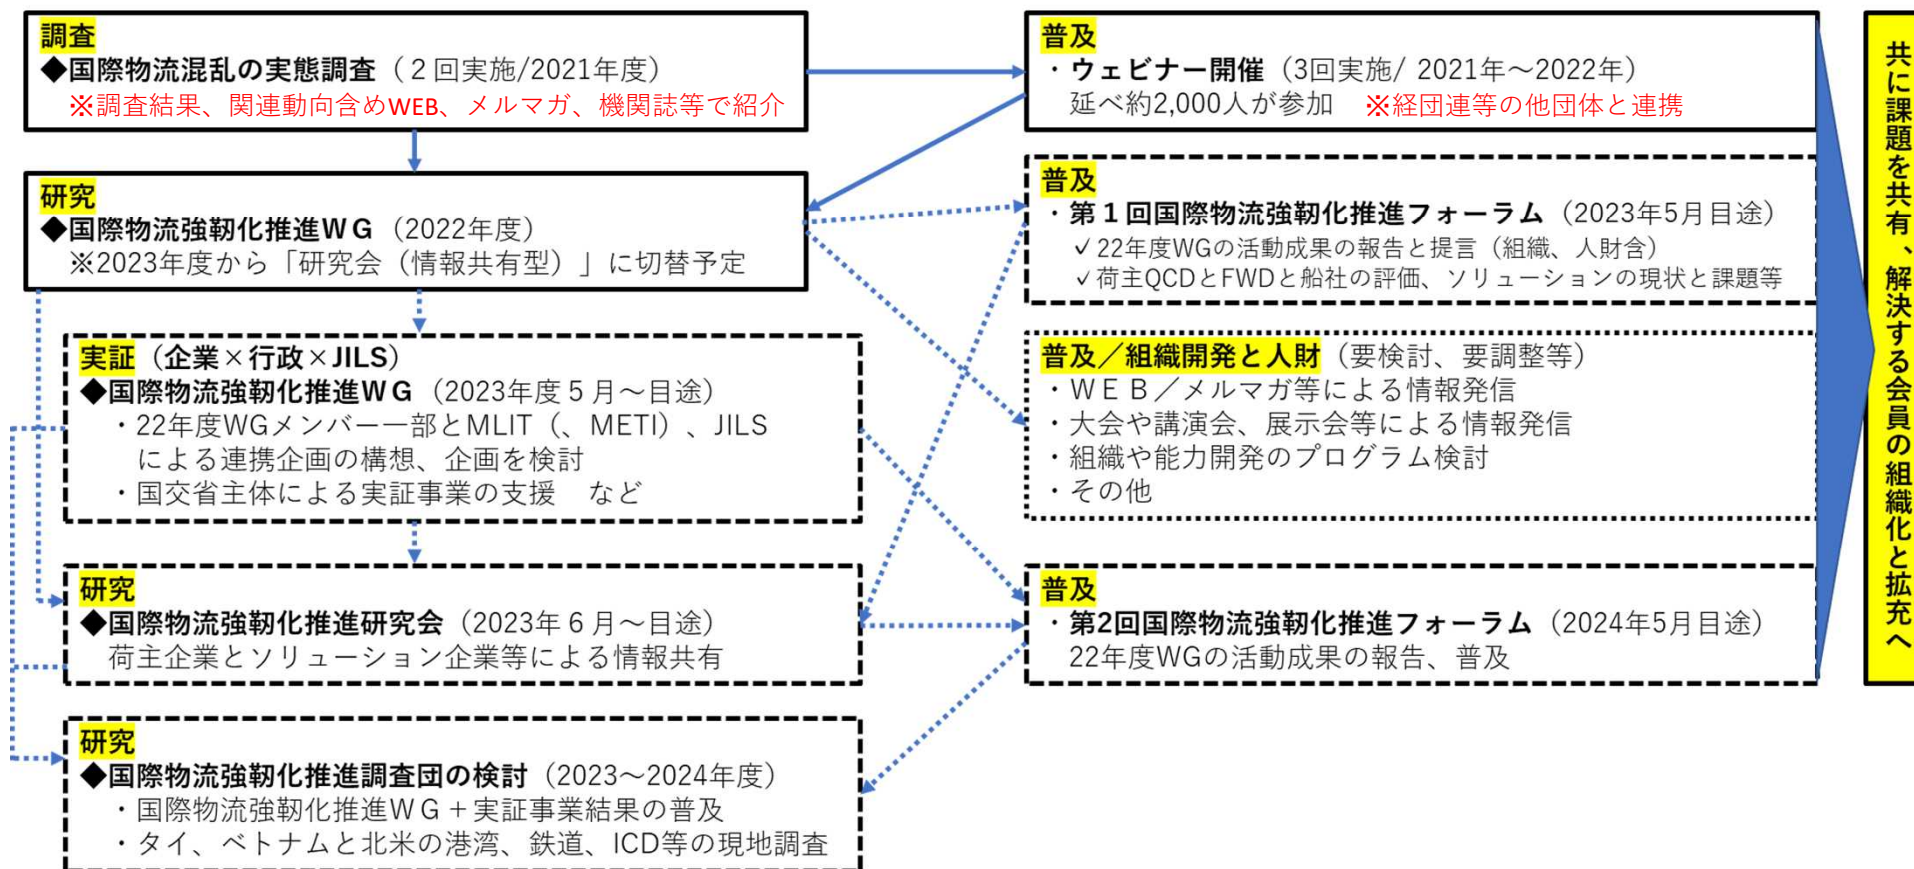 調査
◆国際物流混乱の実態調査（２回実施/2021年度）
※調査結果、関連動向含めWEB、メルマガ、機関誌等で紹介
研究
◆国際物流強靭化推進ＷＧ（2022年度）
※2023年度から「研究会（情報共有型）」に切替予定
実証（企業×行政×JILS）
◆国際物流強靭化推進ＷＧ（2023年度５月～目途）
・22年度WGメンバー一部とMLIT（、METI）、JILS
による連携企画の構想、企画を検討
・国交省主体による実証事業の支援　など
研究
◆国際物流強靭化推進研究会（2023年６月～目途）
荷主企業とソリューション企業等による情報共有
研究
◆国際物流強靭化推進調査団の検討（2023～2024年度）
・国際物流強靭化推進ＷＧ＋実証事業結果の普及
・タイ、ベトナムと北米の港湾、鉄道、ICD等の現地調査
普及
・ウェビナー開催（3回実施/ 2021年～2022年）
延べ約2,000人が参加　※経団連等の他団体と連携
普及
・第１回国際物流強靭化推進フォーラム（2023年5月目途）
✓22年度WGの活動成果の報告と提言（組織、人財含）
✓荷主QCDとFWDと船社の評価、ソリューションの現状と課題等
普及／組織開発と人財（要検討、要調整等）
・ＷＥＢ／メルマガ等による情報発信
・大会や講演会、展示会等による情報発信
・組織や能力開発のプログラム検討
・その他
普及
・第2回国際物流強靭化推進フォーラム（2024年5月目途）
22年度WGの活動成果の報告、普及
共に課題を共有、解決する会員の組織化と拡充へ